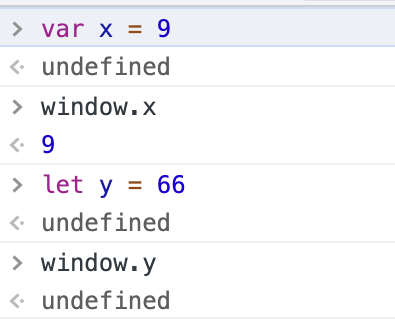 > var x = 9
<· undefined
> window.x
<· 9
> let y = 66
<· undefined
> window.y
<· undefined